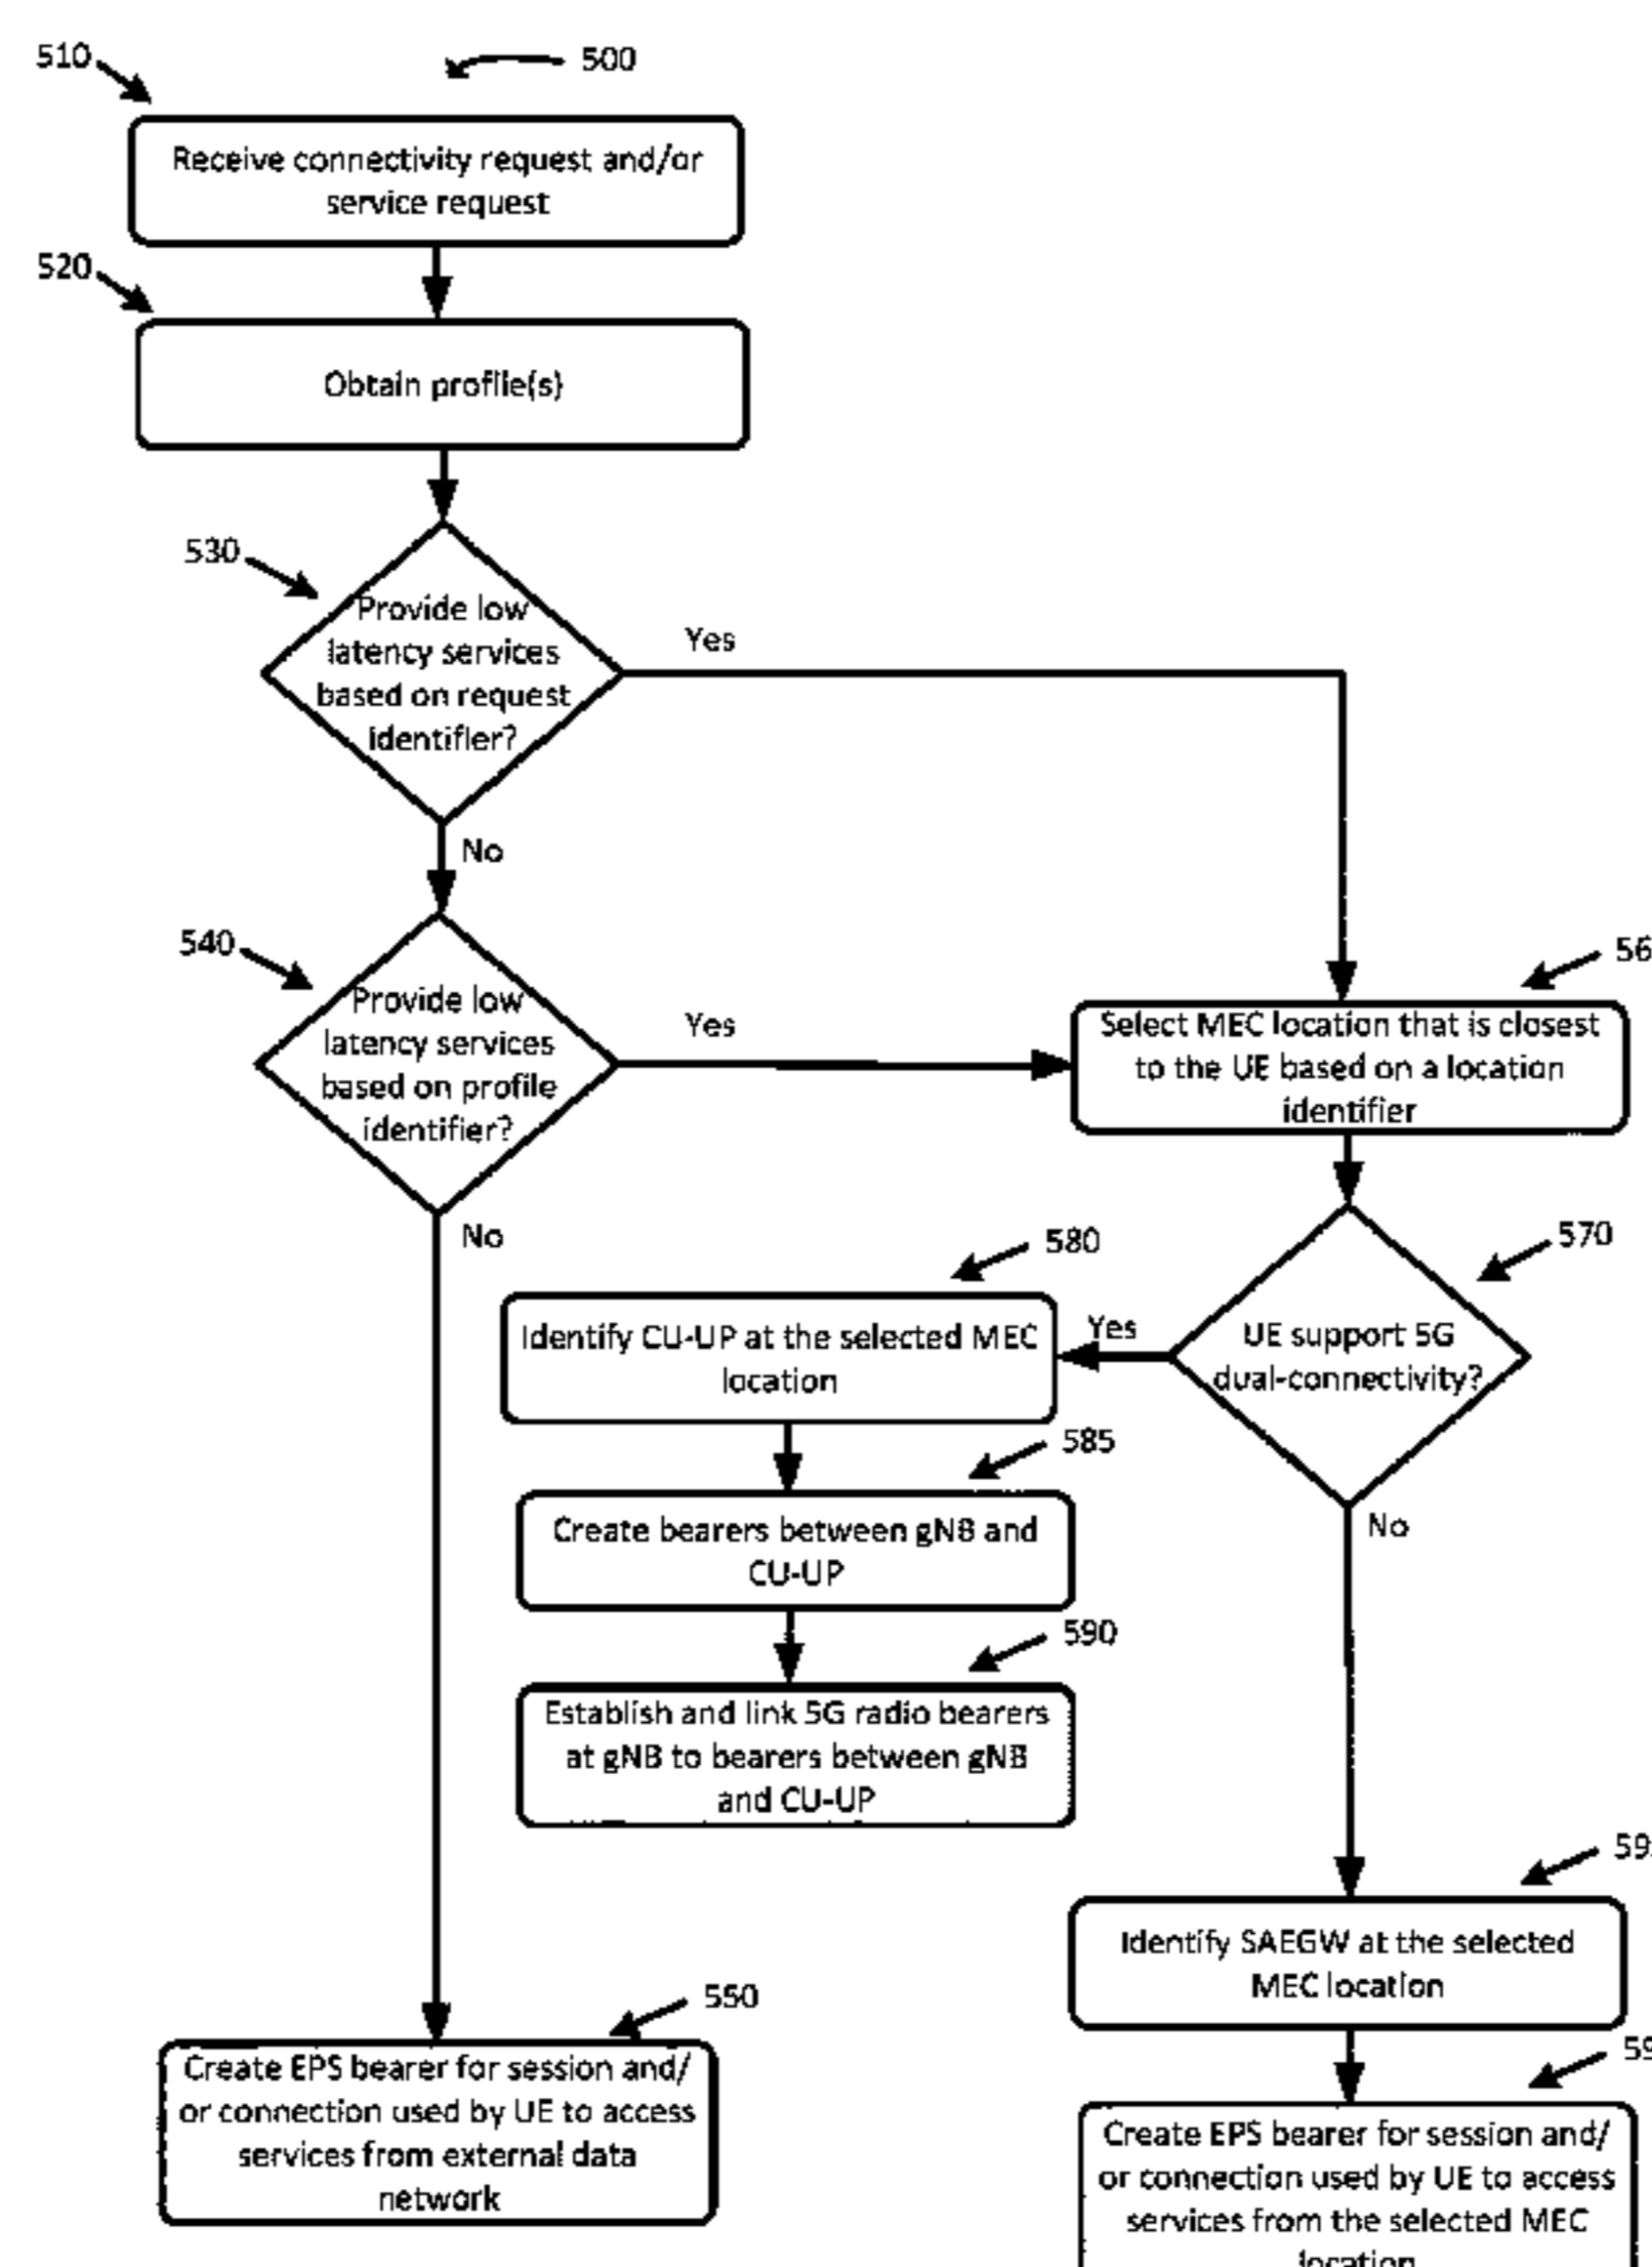 510
500
Receive connectivity request and/or
service request
520
Obtain profile(s)
530
Provide low
latency services
based on request
identifier?
Yes
No
540
Provide low
latency services
based on profile
identifier?
Yes
No
56
Select MEC location that is closest
to the UE based on a location
identifier
570
UE support 5G
dual-connectivity?
Yes
No
580
Identify CU-UP at the selected MEC
location
585
Create bearers between gNB and
CU-UP
590
Establish and link 5G radio bearers
at gNB to bearers between gNB
and CU-UP
59
Identify SAEGW at the selected
MEC location
550
Create EPS bearer for session and/
or connection used by UE to access
services from external data
network
59
Create EPS bearer for session and/
or connection used by UE to access
services from the selected MEC
location